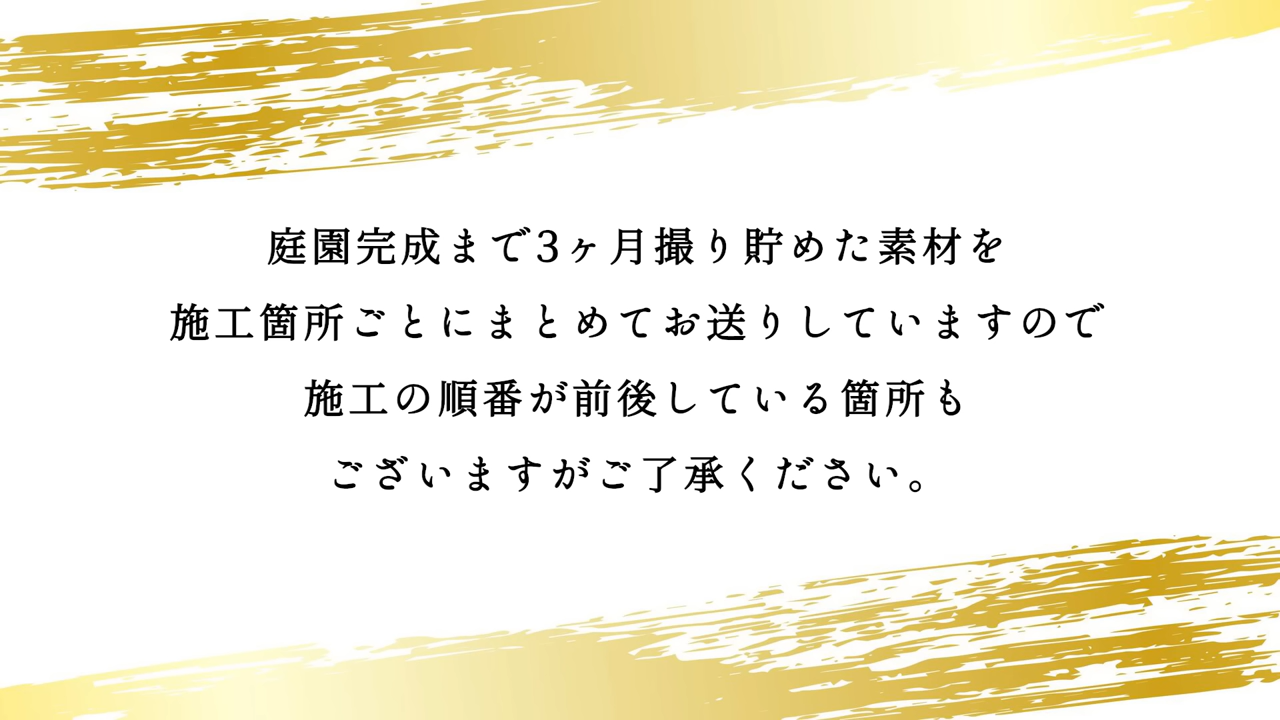 庭園完成まで3ヶ月撮り貯めた素材を
施工箇所ごとにまとめてお送りしていますので
施工の順番が前後している箇所も
ございますがご了承ください。